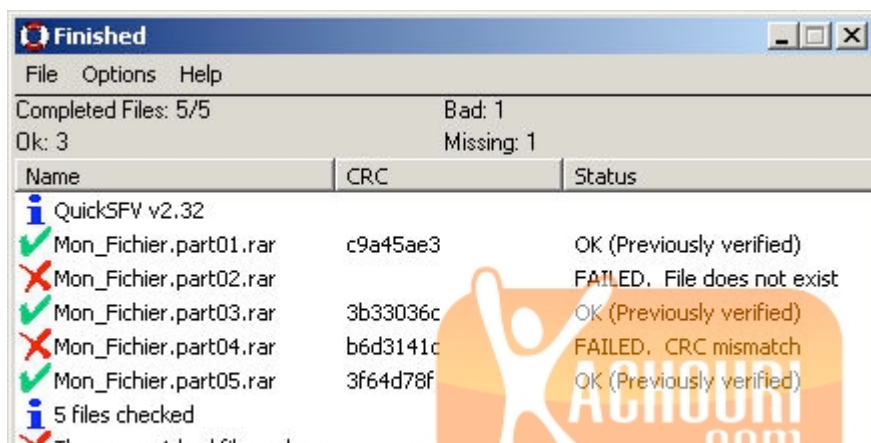 Finished
File Options Help
Completed Files: 5/5 Bad: 1
Ok: 3 Missing: 1
Name CRC Status
QuickSFV v2.32
Mon_Fichier.part01.rar c9a45ae3 OK (Previously verified)
Mon_Fichier.part02.rar FAILED. File does not exist
Mon_Fichier.part03.rar 3b33036c OK (Previously verified)
Mon_Fichier.part04.rar b6d3141c FAILED. CRC mismatch
Mon_Fichier.part05.rar 3f64d78f OK (Previously verified)
5 files checked
ACHOURI